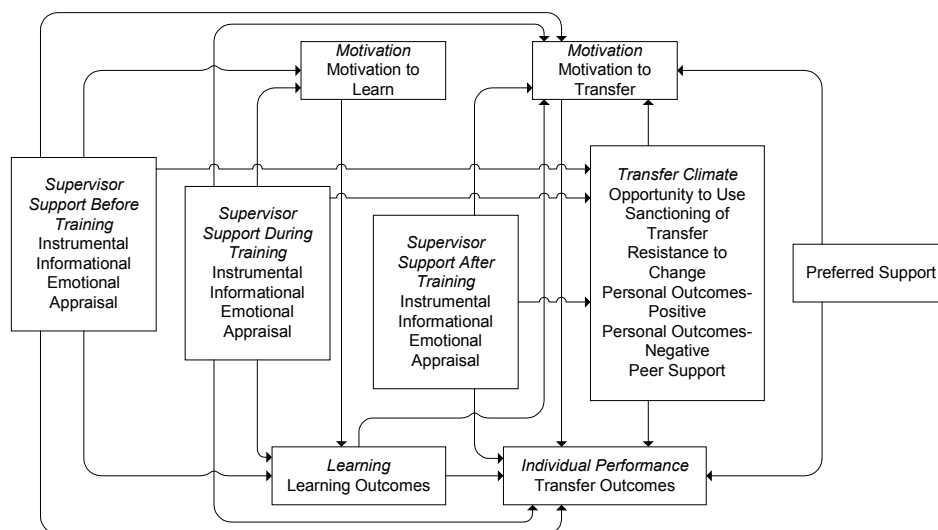 Motivation
Motivation to
Learn
Motivation
Motivation to
Transfer
Supervisor
Support Before
Training
Instrumental
Informational
Emotional
Appraisal
Supervisor
Support During
Training
Instrumental
Informational
Emotional
Appraisal
Supervisor
Support After
Training
Instrumental
Informational
Emotional
Appraisal
Transfer Climate
Opportunity to Use
Sanctioning of
Transfer
Resistance to
Change
Personal Outcomes-
Positive
Personal Outcomes-
Negative
Peer Support
Preferred Support
Learning
Learning Outcomes
Individual Performance
Transfer Outcomes